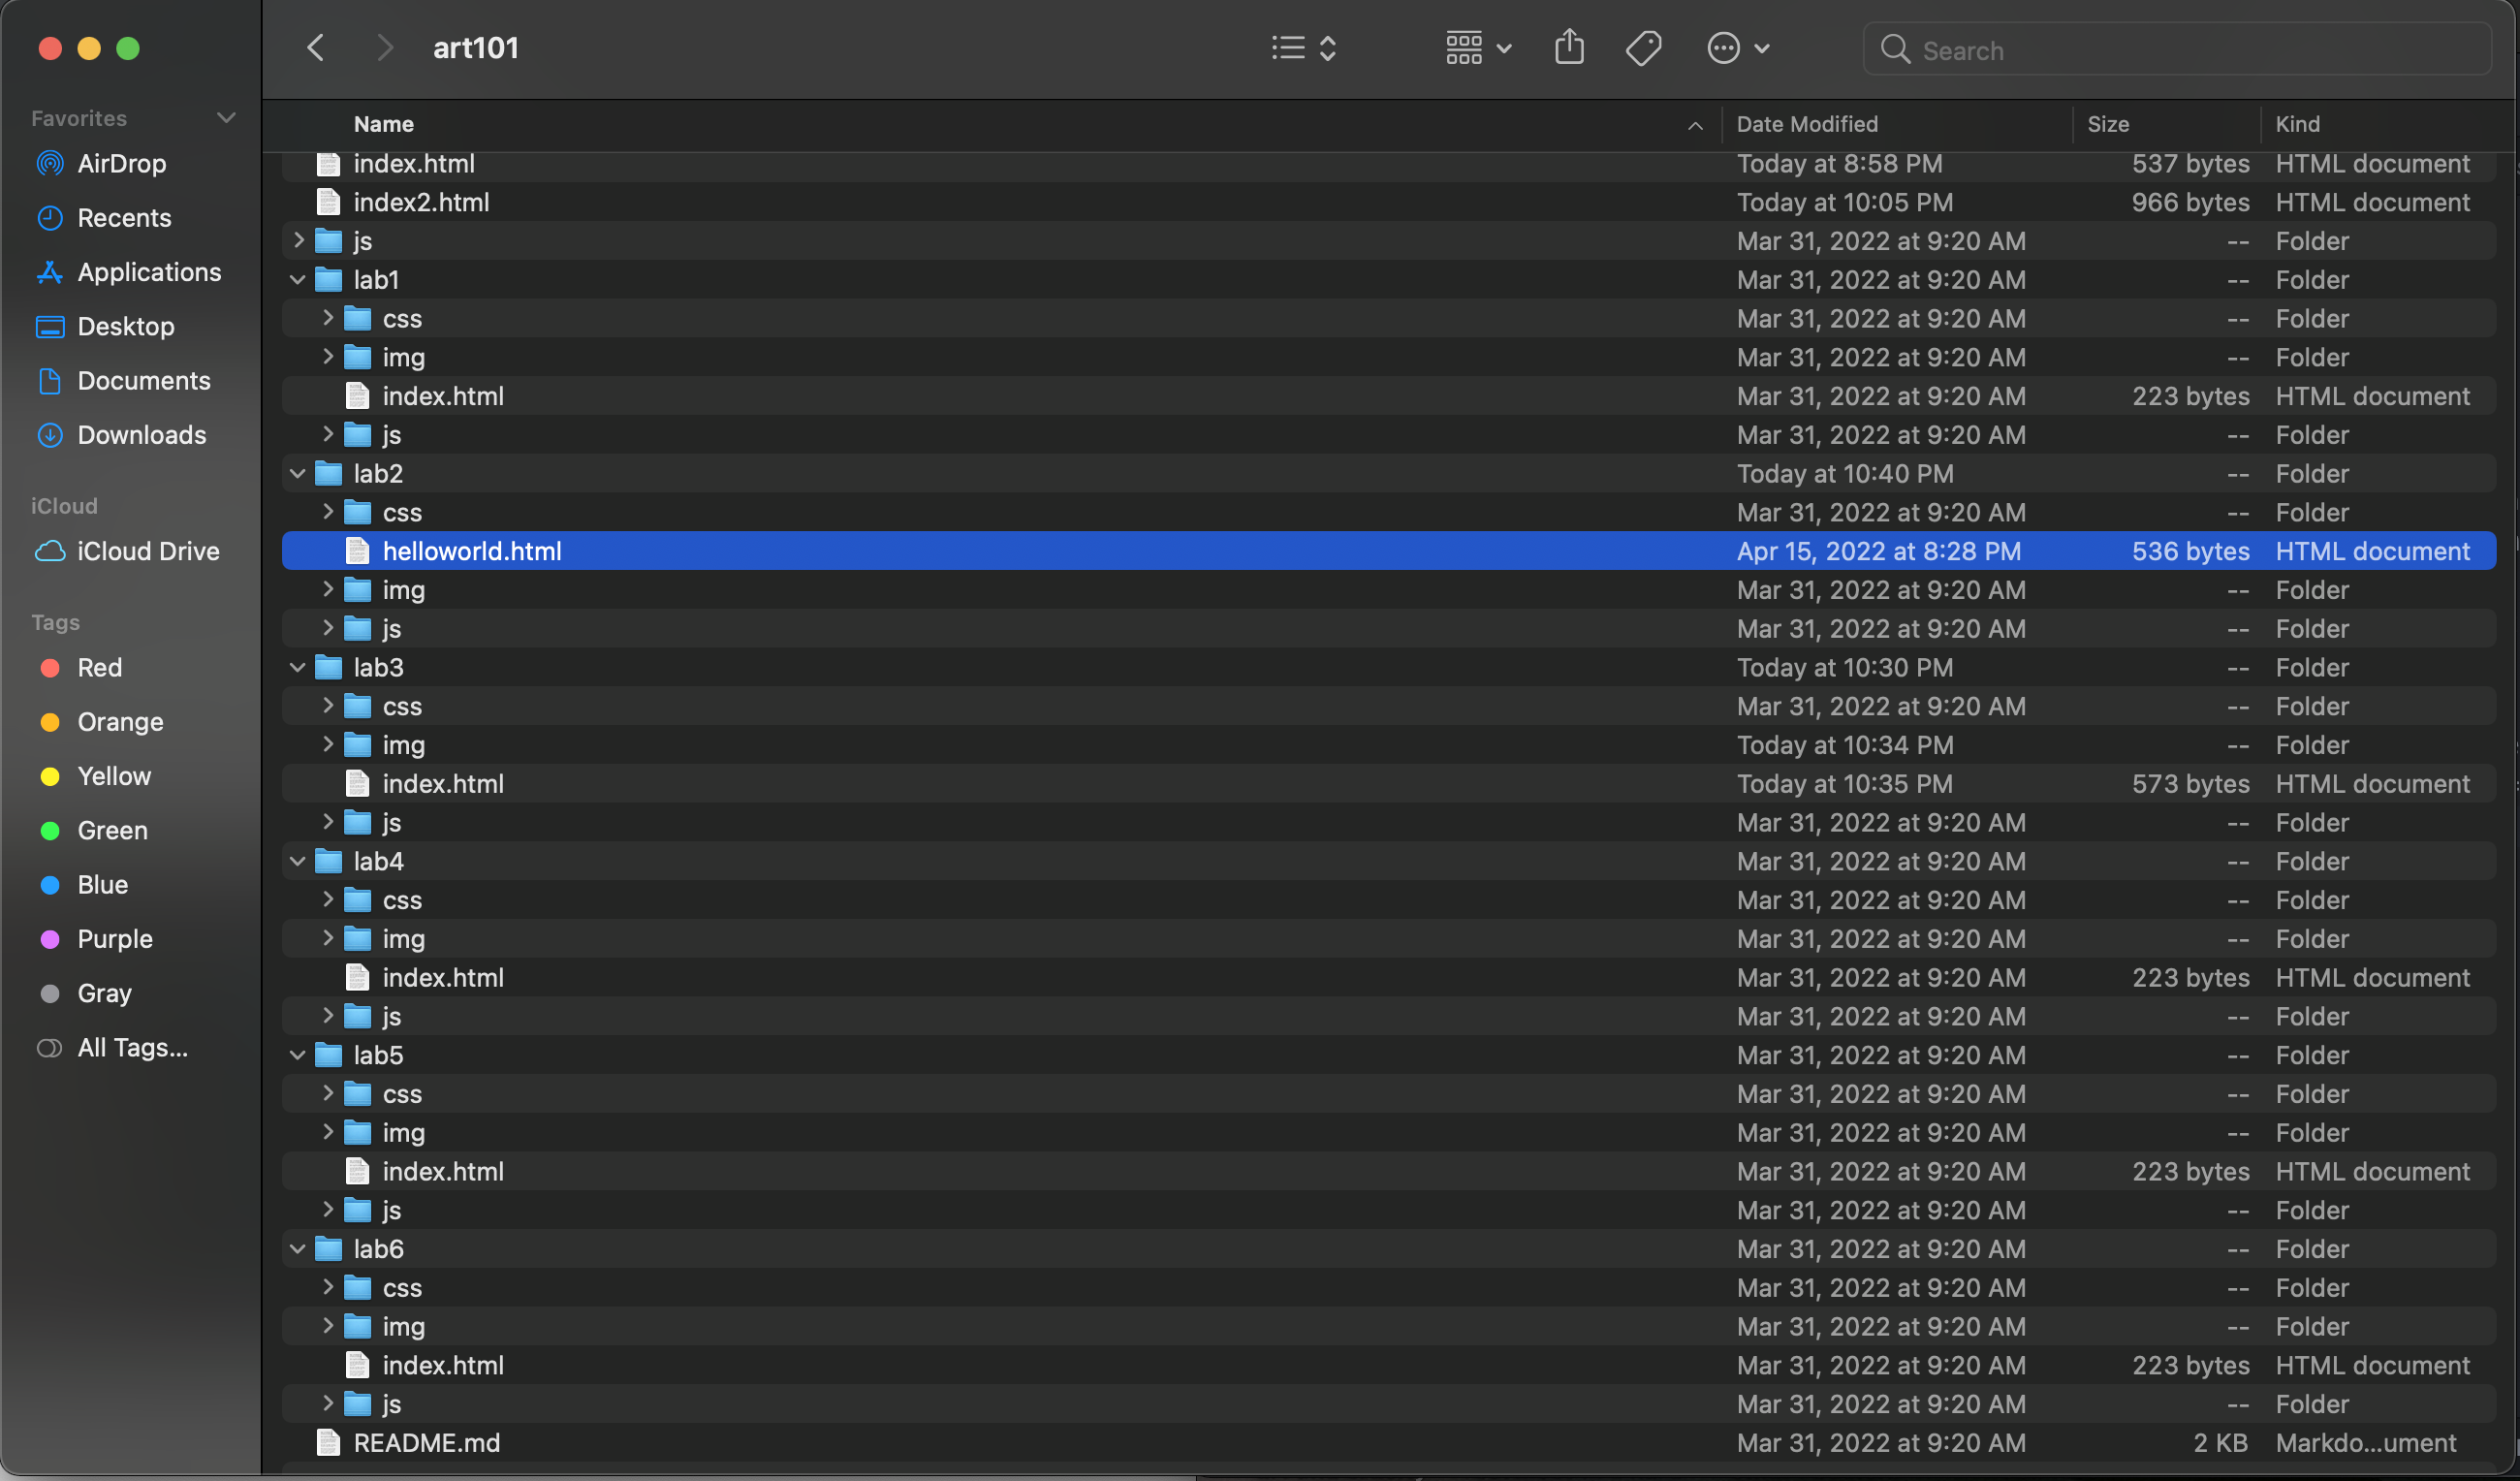 art101
Search
Favorites
AirDrop
Recents
Applications
Desktop
Documents
Downloads
iCloud
iCloud Drive
Tags
Red
Orange
Yellow
Green
Blue
Purple
Gray
All Tags...
Name Date Modified Size Kind
index.html Today at 8:58 PM 537 bytes HTML document
index2.html Today at 10:05 PM 966 bytes HTML document
js Mar 31, 2022 at 9:20 AM -- Folder
lab1 Mar 31, 2022 at 9:20 AM -- Folder
css Mar 31, 2022 at 9:20 AM -- Folder
img Mar 31, 2022 at 9:20 AM -- Folder
index.html Mar 31, 2022 at 9:20 AM 223 bytes HTML document
js Mar 31, 2022 at 9:20 AM -- Folder
lab2 Today at 10:40 PM -- Folder
css Mar 31, 2022 at 9:20 AM -- Folder
helloworld.html Apr 15, 2022 at 8:28 PM 536 bytes HTML document
img Mar 31, 2022 at 9:20 AM -- Folder
js Mar 31, 2022 at 9:20 AM -- Folder
lab3 Today at 10:30 PM -- Folder
css Mar 31, 2022 at 9:20 AM -- Folder
img Today at 10:34 PM -- Folder
index.html Today at 10:35 PM 573 bytes HTML document
js Mar 31, 2022 at 9:20 AM -- Folder
lab4 Mar 31, 2022 at 9:20 AM -- Folder
css Mar 31, 2022 at 9:20 AM -- Folder
img Mar 31, 2022 at 9:20 AM -- Folder
index.html Mar 31, 2022 at 9:20 AM 223 bytes HTML document
js Mar 31, 2022 at 9:20 AM -- Folder
lab5 Mar 31, 2022 at 9:20 AM -- Folder
css Mar 31, 2022 at 9:20 AM -- Folder
img Mar 31, 2022 at 9:20 AM -- Folder
index.html Mar 31, 2022 at 9:20 AM 223 bytes HTML document
js Mar 31, 2022 at 9:20 AM -- Folder
lab6 Mar 31, 2022 at 9:20 AM -- Folder
css Mar 31, 2022 at 9:20 AM -- Folder
img Mar 31, 2022 at 9:20 AM -- Folder
index.html Mar 31, 2022 at 9:20 AM 223 bytes HTML document
js Mar 31, 2022 at 9:20 AM -- Folder
README.md Mar 31, 2022 at 9:20 AM 2 KB Markdo...ument